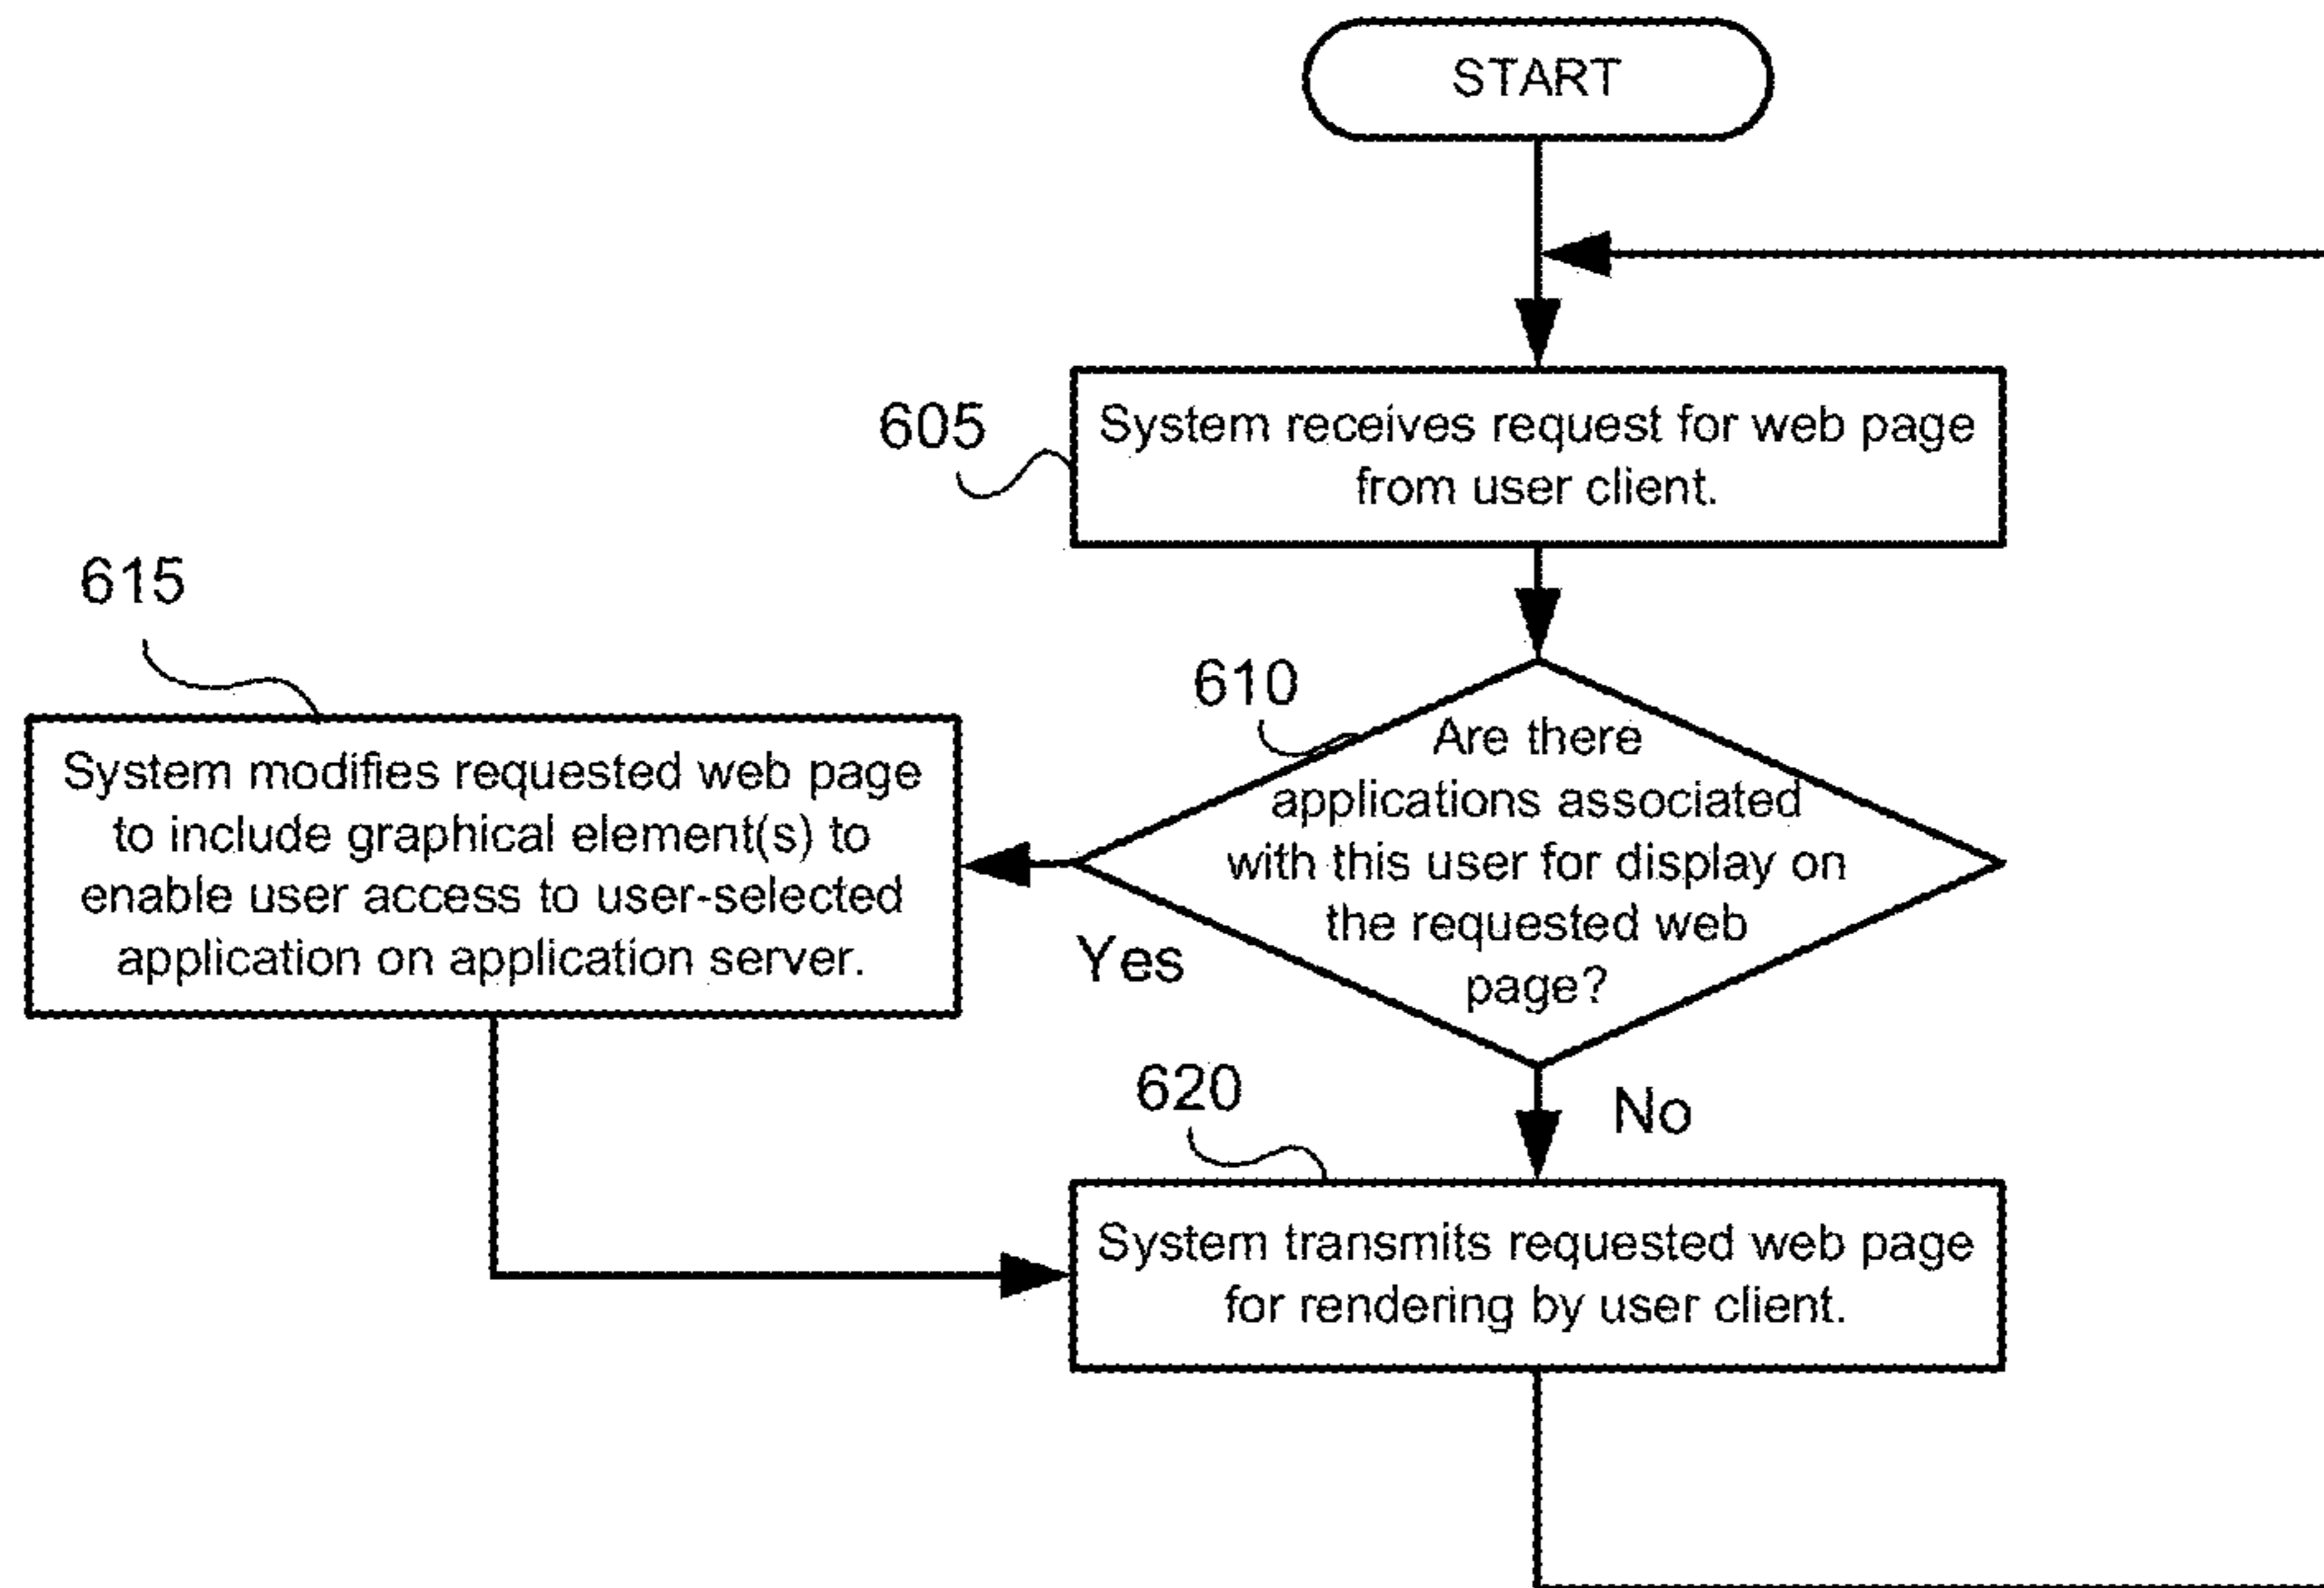 START
605
System receives request for web page
from user client.
615
610
Are there
applications associated
with this user for display on
the requested web
page?
System modifies requested web page
to include graphical element(s) to
enable user access to user-selected
application on application server.
Yes
No
620
System transmits requested web page
for rendering by user client.